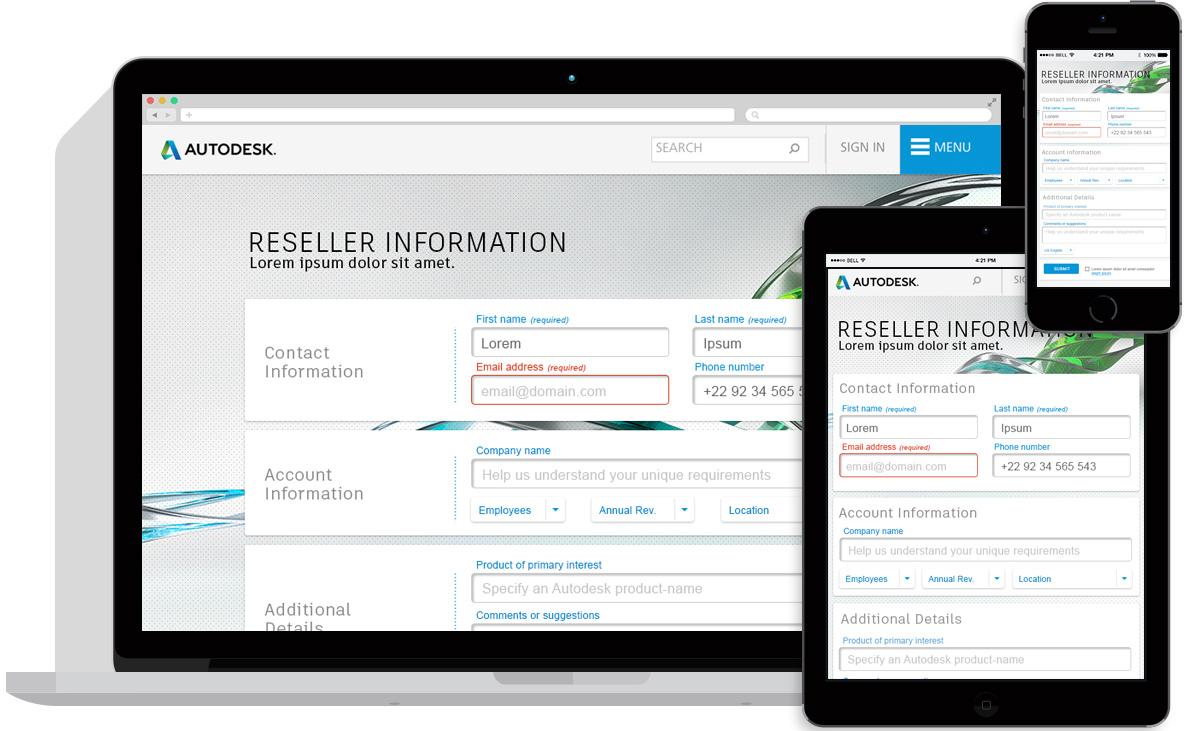 AUTODESK.
SEARCH
SIGN IN
MENU
RESELLER INFORMATION
Lorem ipsum dolor sit amet.
Contact
Information
First name (required)
Last name (required)
Lorem
Ipsum
Email address (required)
Phone number
email@domain.com
+22 92 34 565 5
Account
Information
Company name
Help us understand your unique requirements
Employees
Annual Rev.
Location
Additional
Details
Product of primary interest
Specify an Autodesk product-name
Comments or suggestions
BELL
4:21 PM
AUTODESK.
SIG
RESELLER INFORMATION
Lorem ipsum dolor sit amet.
Contact Information
First name (required)
Last name (required)
Lorem
Ipsum
Email address (required)
Phone number
email@domain.com
+22 92 34 565 543
Account Information
Company name
Help us understand your unique requirements
Employees
Annual Rev.
Location
Additional Details
Product of primary interest
Specify an Autodesk product-name
BELL
4:21 PM
100%
RESELLER INFORMATION
Lorem ipsum dolor sit amet.
Contact Information
First name (required)
Last name (required)
Lorem
Ipsum
Email address (required)
Phone number
email@domain.com
+22 92 34 565 543
Account Information
Company name
Help us understand your unique requirements
Employees
Annual Rev.
Location
Additional Details
Product of primary interest
Specify an Autodesk product-name
Comments or suggestions
Help us understand your unique requirements
US English
SUBMIT
Lorem ipsum dolor sit amet consectetur